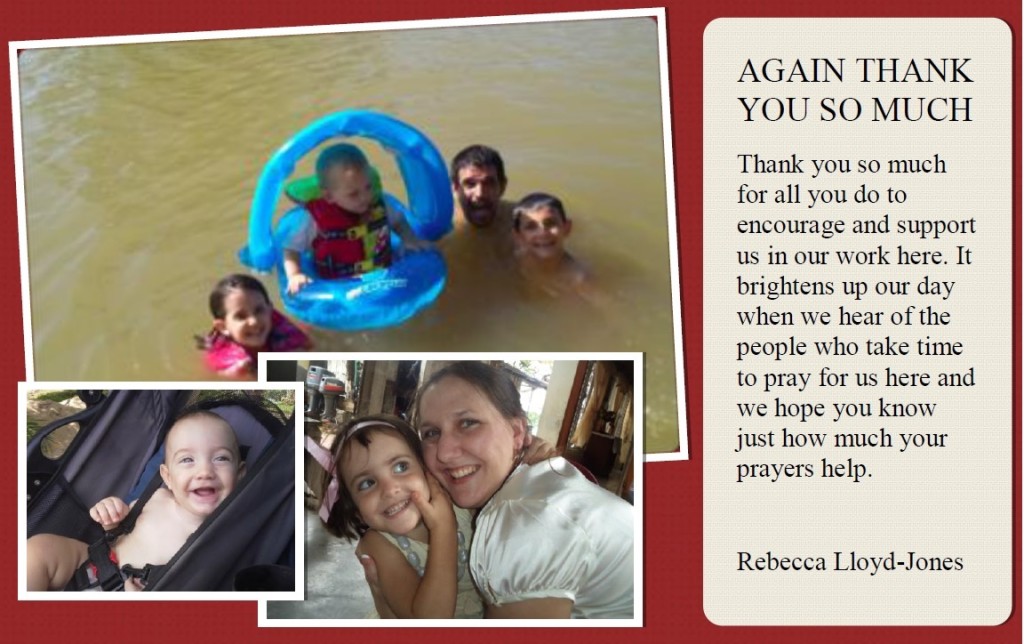 AGAIN THANK
YOU SO MUCH
Thank you so much
for all you do to
encourage and support
us in our work here. It
brightens up our day
when we hear of the
people who take time
to pray for us here and
we hope you know
just how much your
prayers help.
Rebecca Lloyd-Jones